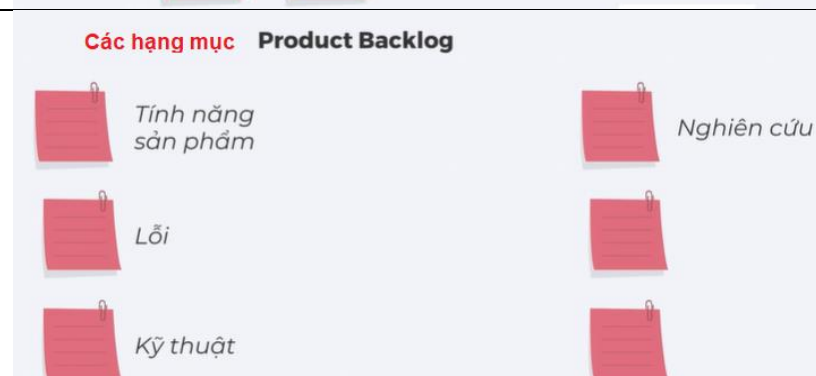 Các hạng mục Product Backlog
Tính năng
sản phẩm
Nghiên cứu
Lỗi
Kỹ thuật